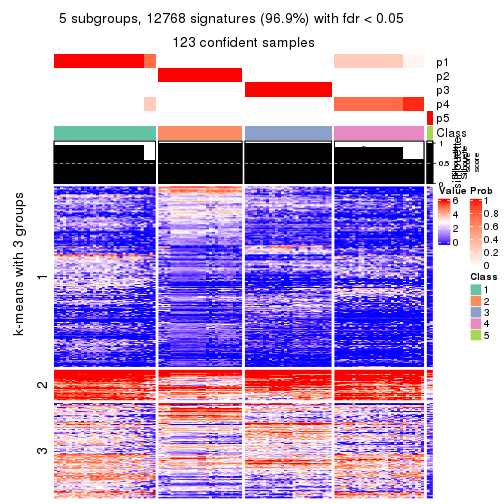 5 subgroups, 12768 signatures (96.9%) with fdr < 0.05
123 confident samples
p1
p2
p3
p4
p5
Class
1
0.5
0
Silhouette
score
k-means with 3 groups
1
2
3
Value
6
4
2
0
Prob
1
0.8
0.6
0.4
0.2
0
Class
1
2
3
4
5